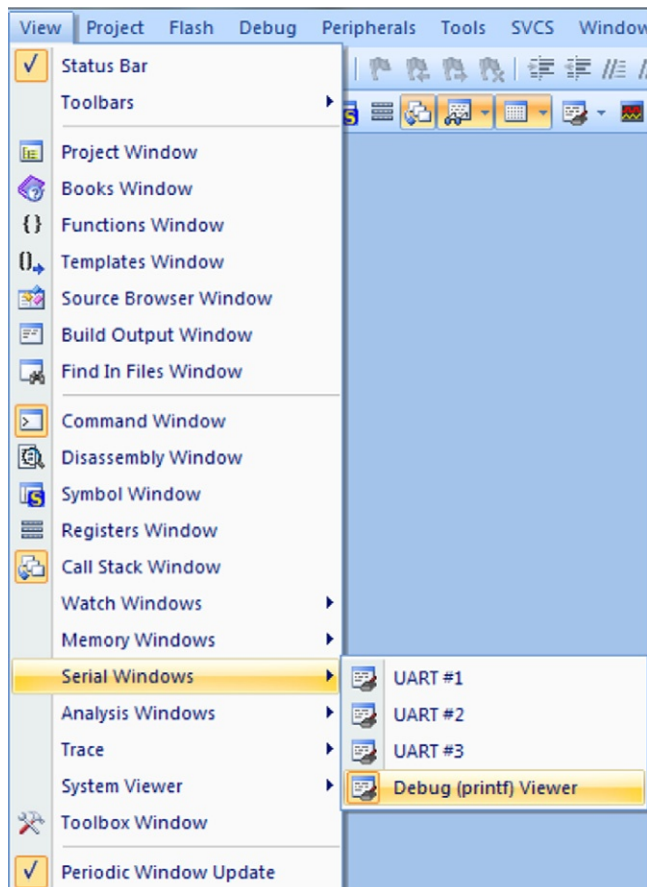 View Project Flash Debug Peripherals Tools SVCS Window
Status Bar
Toolbars
Project Window
Books Window
Functions Window
Templates Window
Source Browser Window
Build Output Window
Find In Files Window
Command Window
Disassembly Window
Symbol Window
Registers Window
Call Stack Window
Watch Windows
Memory Windows
Serial Windows
UART #1
Analysis Windows
UART #2
Trace
UART #3
System Viewer
Debug (printf) Viewer
Toolbox Window
Periodic Window Update